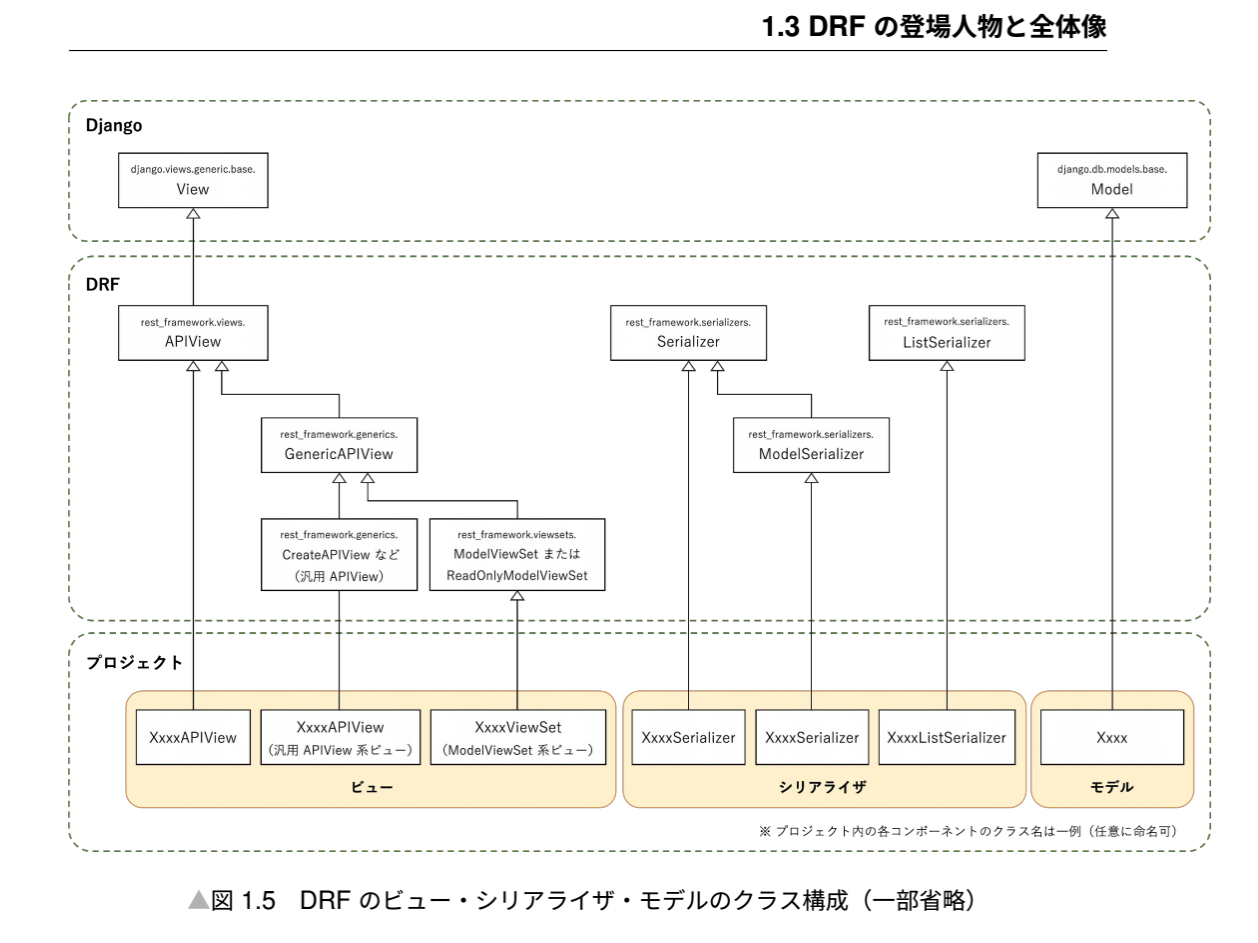 1.3 DRF の登場人物と全体像
Django
django.views.generic.base.
View
django.db.models.base.
Model
DRF
rest_framework.views.
APIView
rest_framework.serializers.
Serializer
rest_framework.serializers.
ListSerializer
rest_framework.generics.
GenericAPIView
rest_framework.serializers.
ModelSerializer
rest_framework.generics.
CreateAPIView など
（汎用 APIView）
rest_framework.viewsets.
ModelViewSet または
ReadOnlyModelViewSet
プロジェクト
XxxxAPIView
XxxxAPIView
（汎用 APIView 系ビュー）
XxxxViewSet
（ModelViewSet 系ビュー）
ビュー
XxxxSerializer
XxxxSerializer
XxxxListSerializer
シリアライザ
Xxxx
モデル
※ プロジェクト内の各コンポーネントのクラス名は一例（任意に命名可）
▲図 1.5　DRF のビュー・シリアライザ・モデルのクラス構成（一部省略）